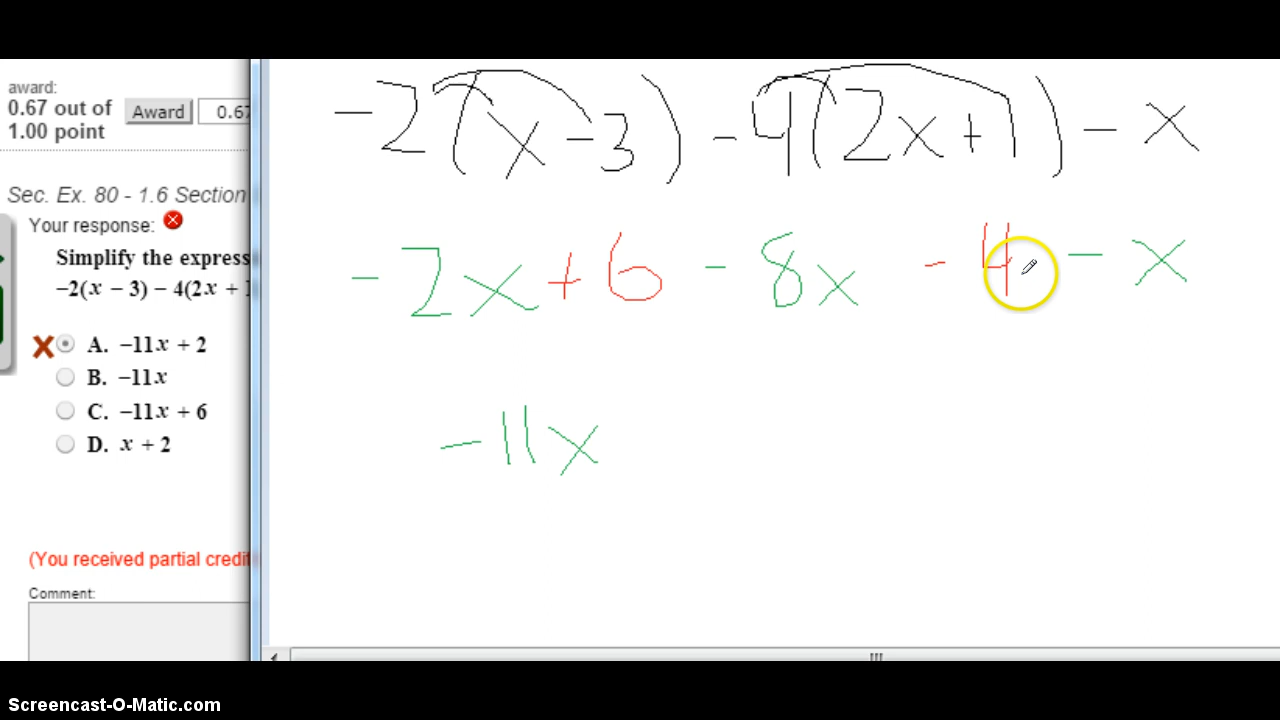 award:
0.67 out of
1.00 point
Award
0.67
Sec. Ex. 80 - 1.6 Section
Your response:
Simplify the express
−2(x − 3) − 4(2x +
A. −11x + 2
B. −11x
C. −11x + 6
D. x + 2
(You received partial credit
Comment:
-2(x-3) -4(2x+1) - x
-2x +6 -8x -4 - x
-11x
Screencast-O-Matic.com